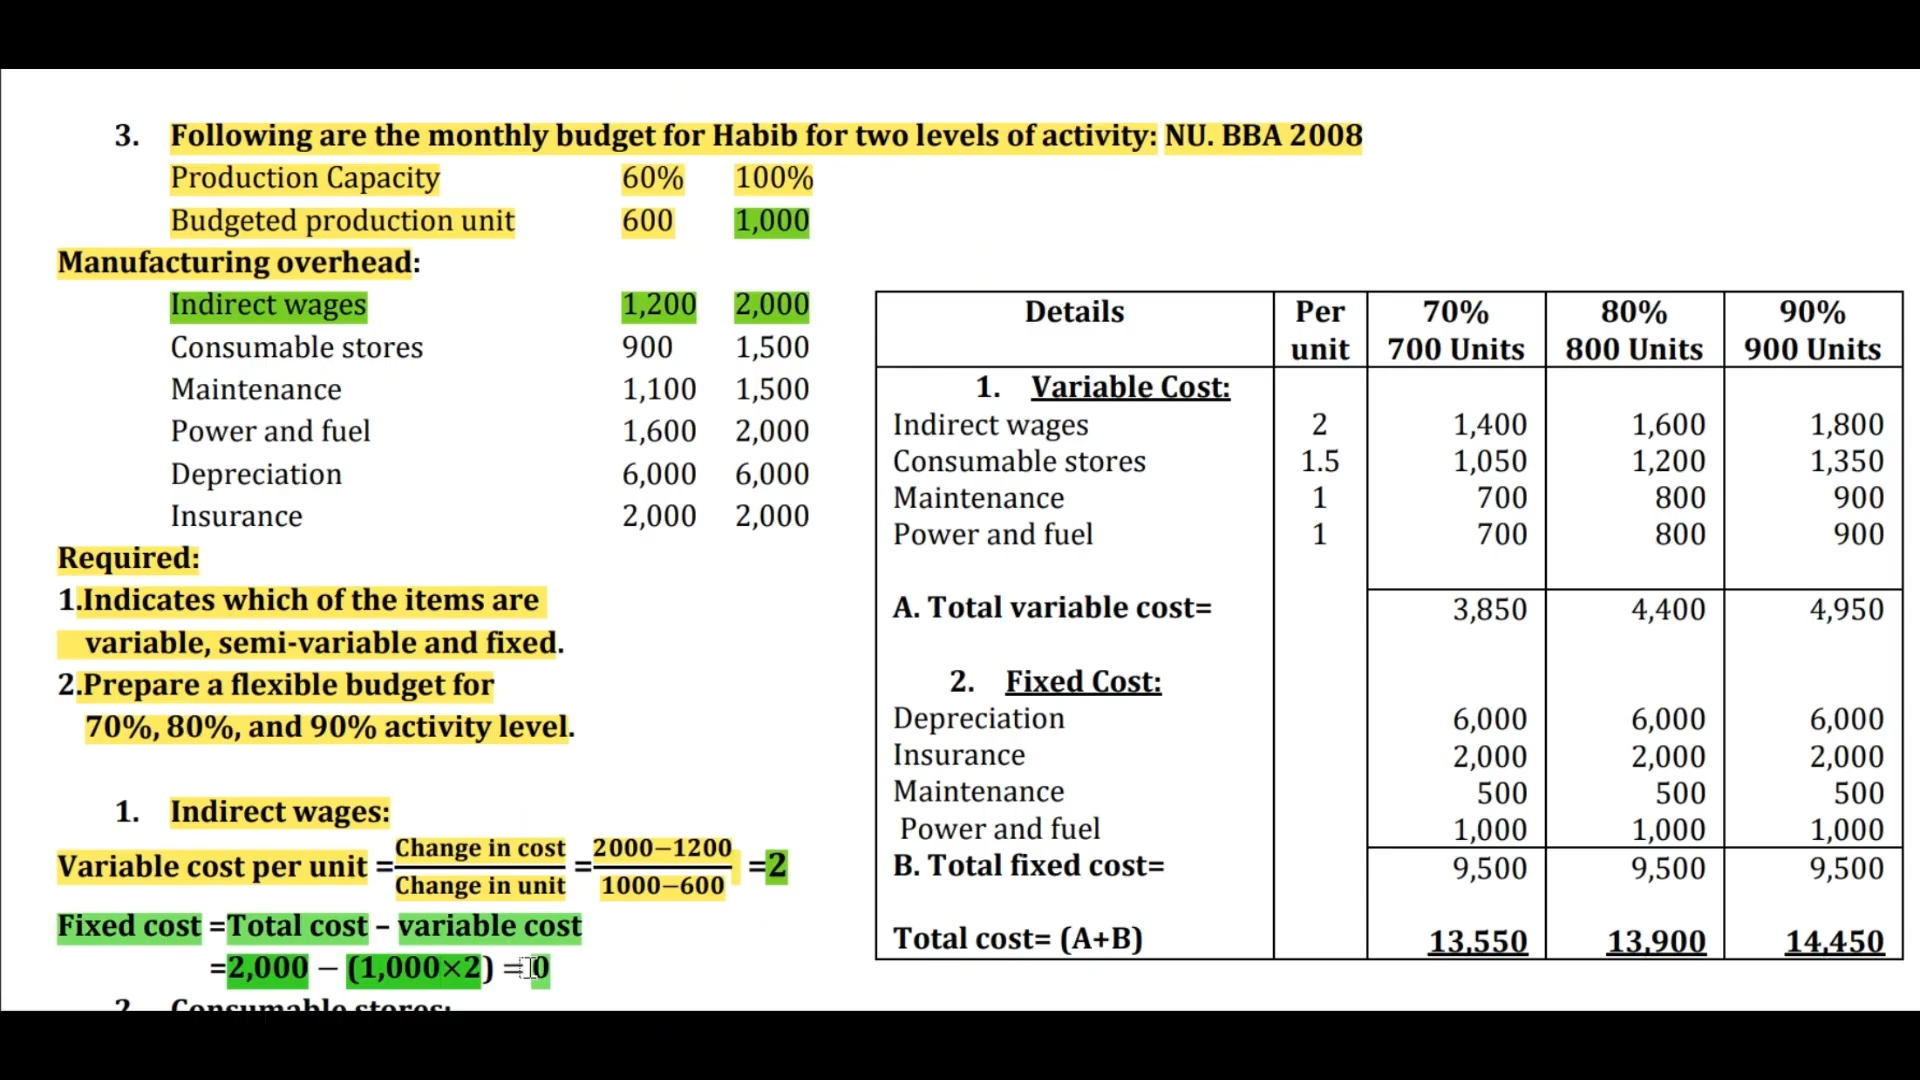 3. Following are the monthly budget for Habib for two levels of activity: NU. BBA 2008
Production Capacity 60% 100%
Budgeted production unit 600 1,000
Manufacturing overhead:
Indirect wages 1,200 2,000
Consumable stores 900 1,500
Maintenance 1,100 1,500
Power and fuel 1,600 2,000
Depreciation 6,000 6,000
Insurance 2,000 2,000
Required:
1.Indicates which of the items are
variable, semi-variable and fixed.
2.Prepare a flexible budget for
70%, 80%, and 90% activity level.
1. Indirect wages:
Variable cost per unit = Change in cost / Change in unit = 2000−1200 / 1000−600 =2
Fixed cost =Total cost – variable cost
=2,000 − (1,000×2) = 0
2. Consumable stores:
Details Per unit 70% 700 Units 80% 800 Units 90% 900 Units
1. Variable Cost:
Indirect wages 2 1,400 1,600 1,800
Consumable stores 1.5 1,050 1,200 1,350
Maintenance 1 700 800 900
Power and fuel 1 700 800 900
A. Total variable cost= 3,850 4,400 4,950
2. Fixed Cost:
Depreciation 6,000 6,000 6,000
Insurance 2,000 2,000 2,000
Maintenance 500 500 500
Power and fuel 1,000 1,000 1,000
B. Total fixed cost= 9,500 9,500 9,500
Total cost= (A+B) 13,550 13,900 14,450